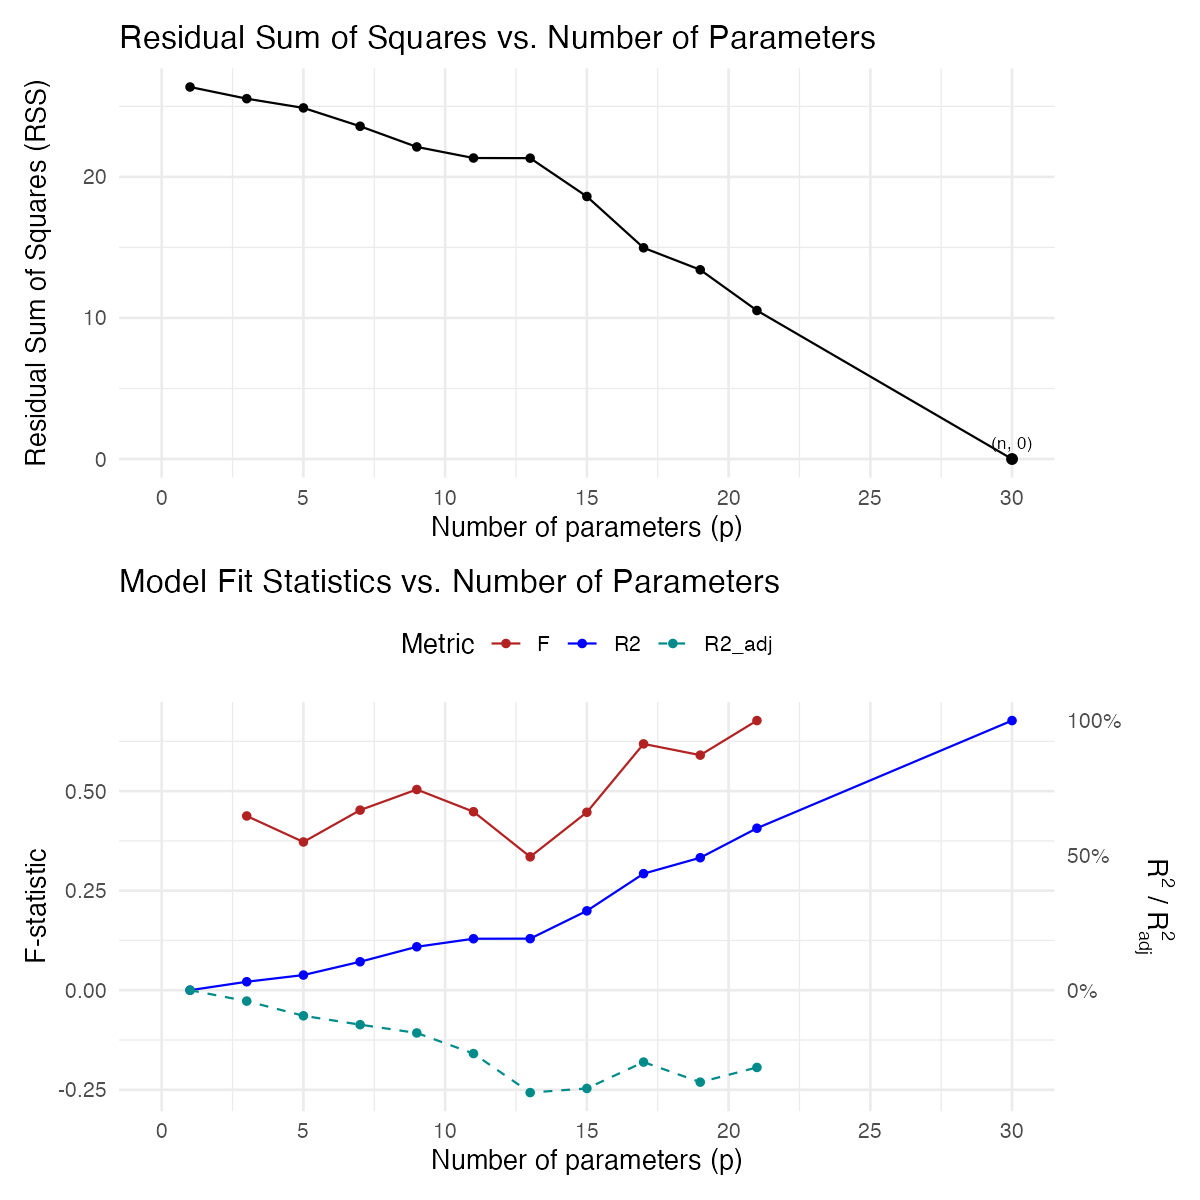 Residual Sum of Squares vs. Number of Parameters
Residual Sum of Squares (RSS)
20
10
0
(n, 0)
0 5 10 15 20 25 30
Number of parameters (p)
Model Fit Statistics vs. Number of Parameters
Metric F R2 R2_adj
F-statistic
0.50
0.25
0.00
-0.25
100%
50%
0%
R² / R²adj
0 5 10 15 20 25 30
Number of parameters (p)